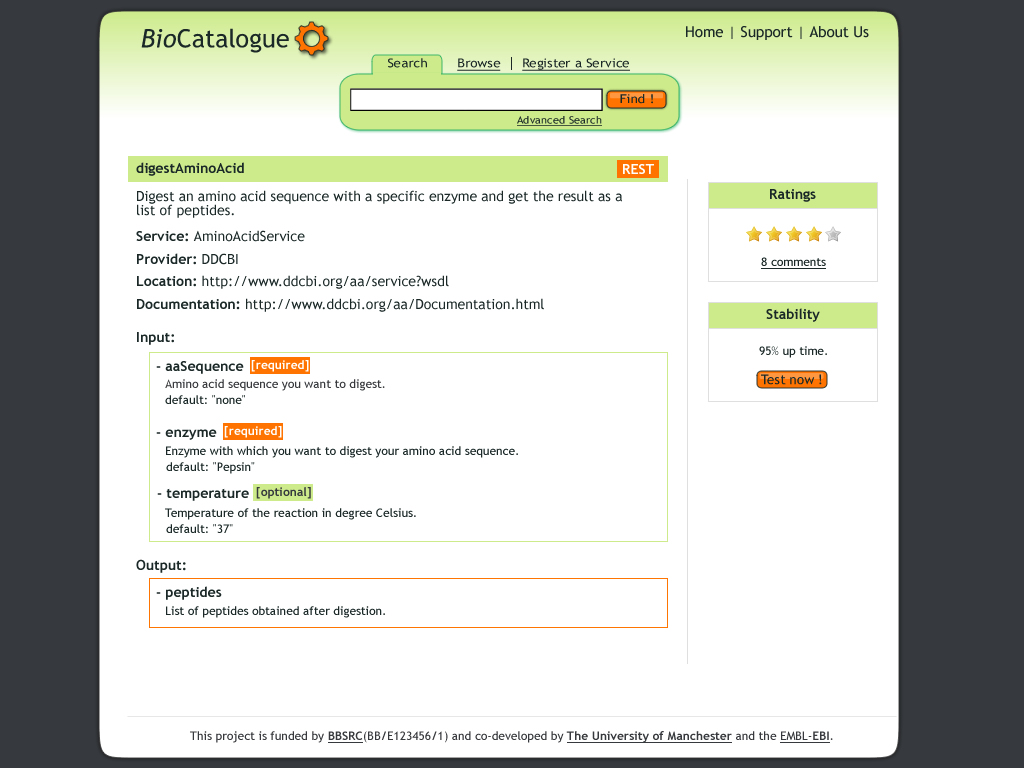 BioCatalogue
Home | Support | About Us
Search Browse | Register a Service
Find !
Advanced Search
digestAminoAcid REST
Digest an amino acid sequence with a specific enzyme and get the result as a
list of peptides.
Service: AminoAcidService
Provider: DDCBI
Location: http://www.ddcbi.org/aa/service?wsdl
Documentation: http://www.ddcbi.org/aa/Documentation.html
Input:
- aaSequence [required]
Amino acid sequence you want to digest.
default: "none"
- enzyme [required]
Enzyme with which you want to digest your amino acid sequence.
default: "Pepsin"
- temperature [optional]
Temperature of the reaction in degree Celsius.
default: "37"
Output:
- peptides
List of peptides obtained after digestion.
Ratings
8 comments
Stability
95% up time.
Test now !
This project is funded by BBSRC(BB/E123456/1) and co-developed by The University of Manchester and the EMBL-EBI.